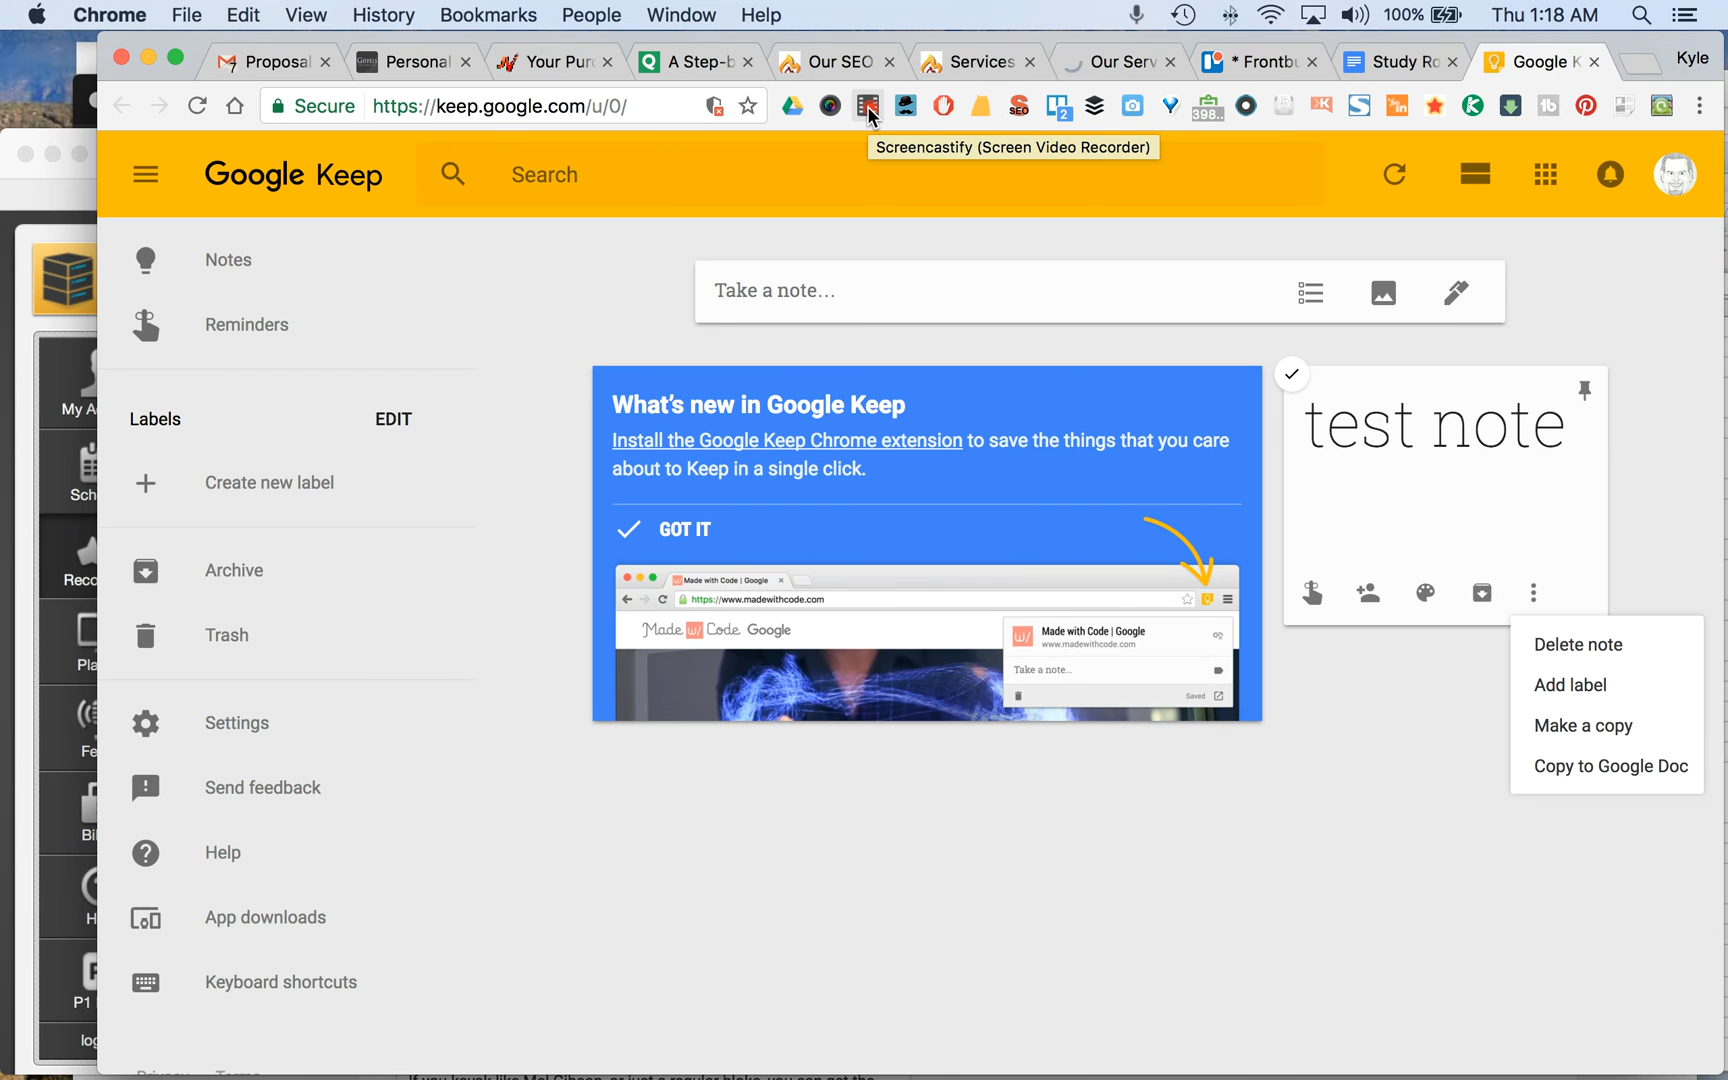 Chrome File Edit View History Bookmarks People Window Help 100% Thu 1:18 AM
Proposal Personal Your Pur A Step-b Our SEO Services Our Serv * Frontbu Study Ro Google K Kyle
Secure https://keep.google.com/u/0/ SEO 2 398..
Screencastify (Screen Video Recorder)
Google Keep Search
Notes
Take a note...
Reminders
What's new in Google Keep
Install the Google Keep Chrome extension to save the things that you care
about to Keep in a single click.
GOT IT
Made with Code | Google
https://www.madewithcode.com
Made w/ Code Google
Made with Code | Google
www.madewithcode.com
Take a note...
Saved
test note
Labels EDIT
Create new label
Archive
Trash
Delete note
Add label
Make a copy
Copy to Google Doc
Settings
Send feedback
Help
App downloads
Keyboard shortcuts
My A
Sch
Reco
Pla
Fe
Bil
H
P1
log